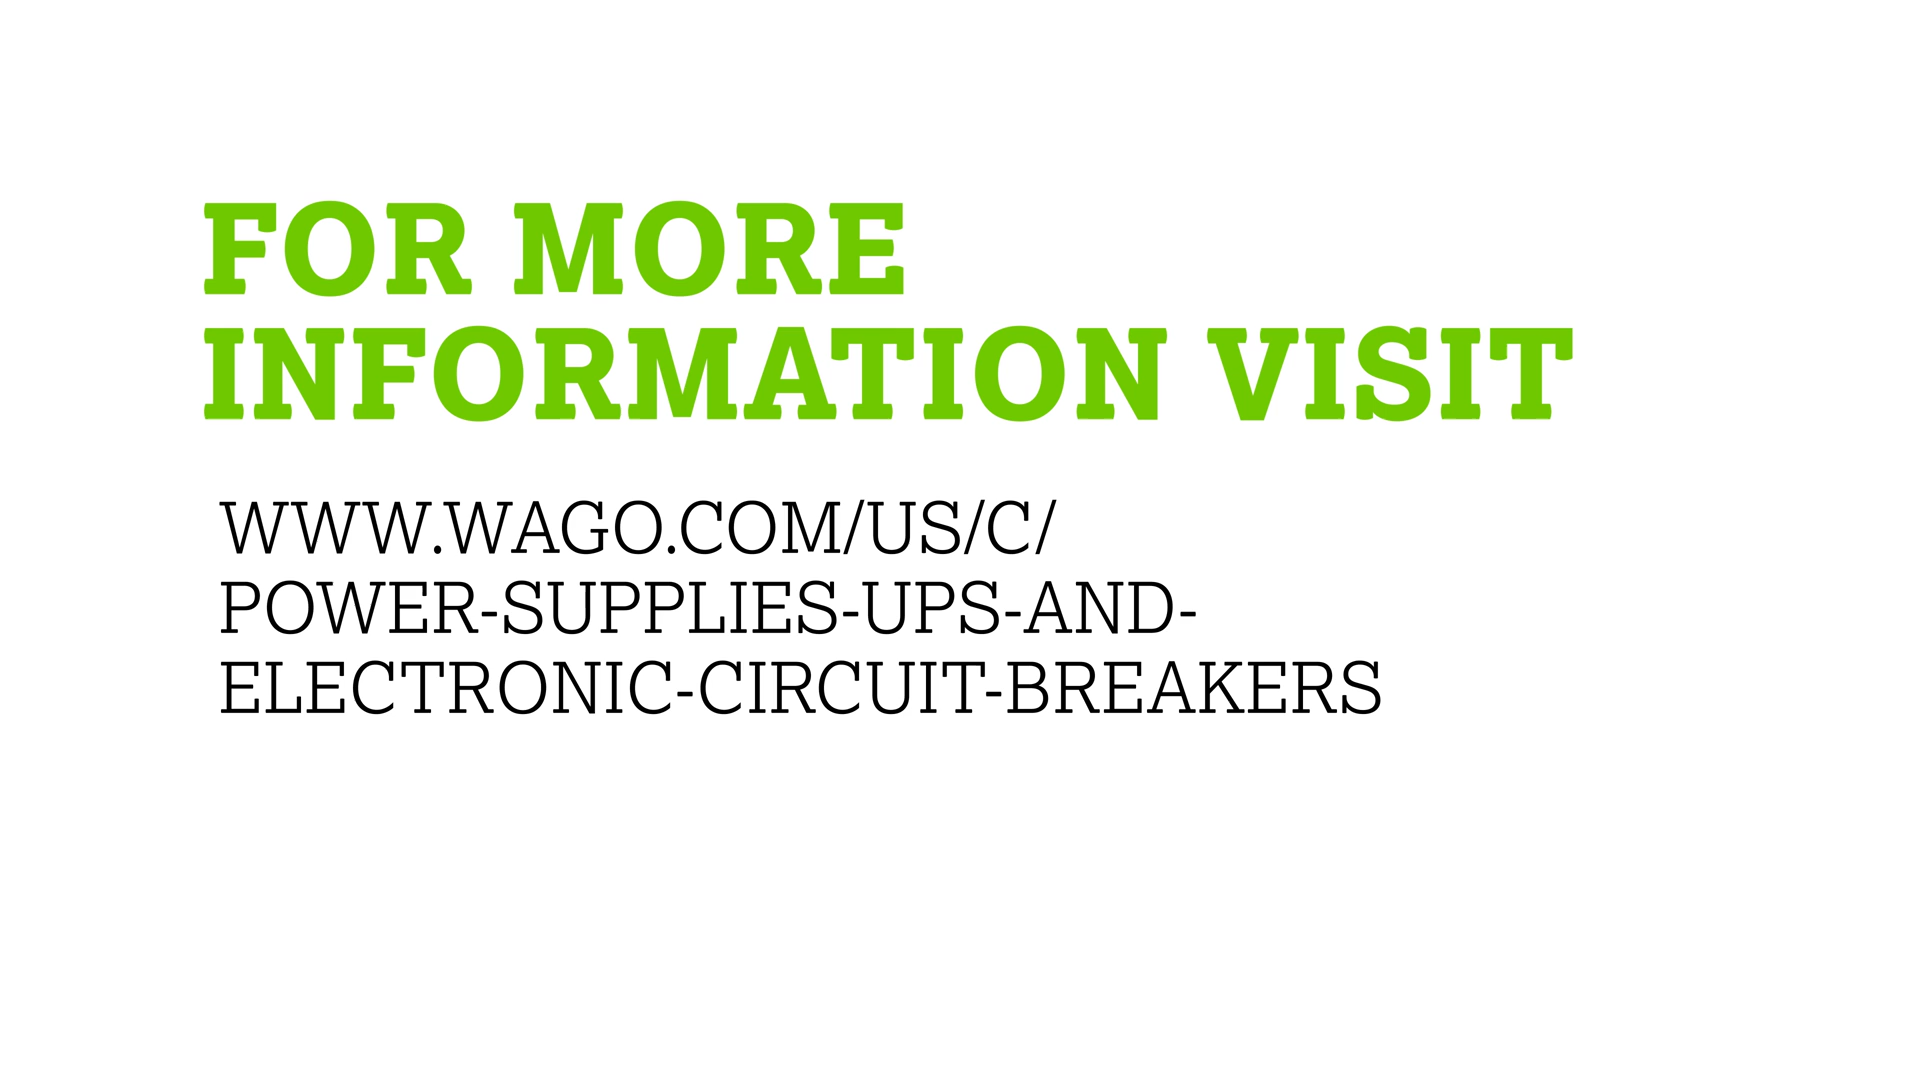 FOR MORE
INFORMATION VISIT
WWW.WAGO.COM/US/C/
POWER-SUPPLIES-UPS-AND-
ELECTRONIC-CIRCUIT-BREAKERS